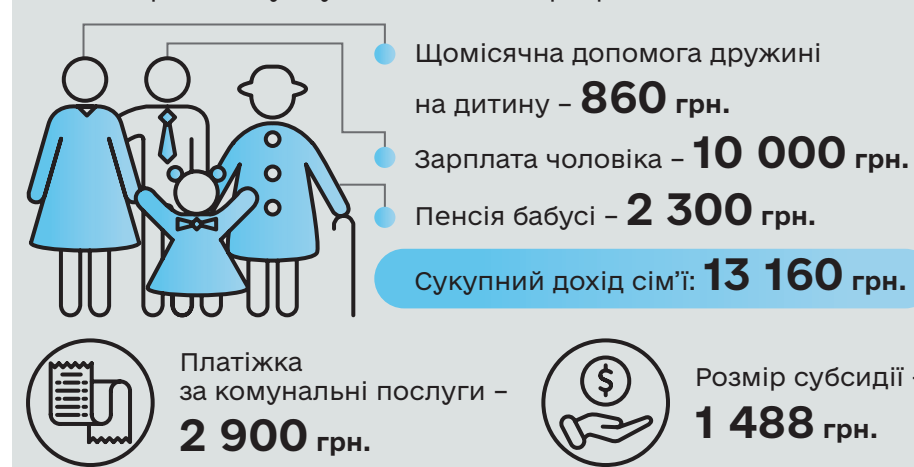 Щомісячна допомога дружині
на дитину – 860 грн.
Зарплата чоловіка – 10 000 грн.
Пенсія бабусі – 2 300 грн.
Сукупний дохід сім’ї: 13 160 грн.
Платіжка
за комунальні послуги –
2 900 грн.
Розмір субсидії –
1 488 грн.